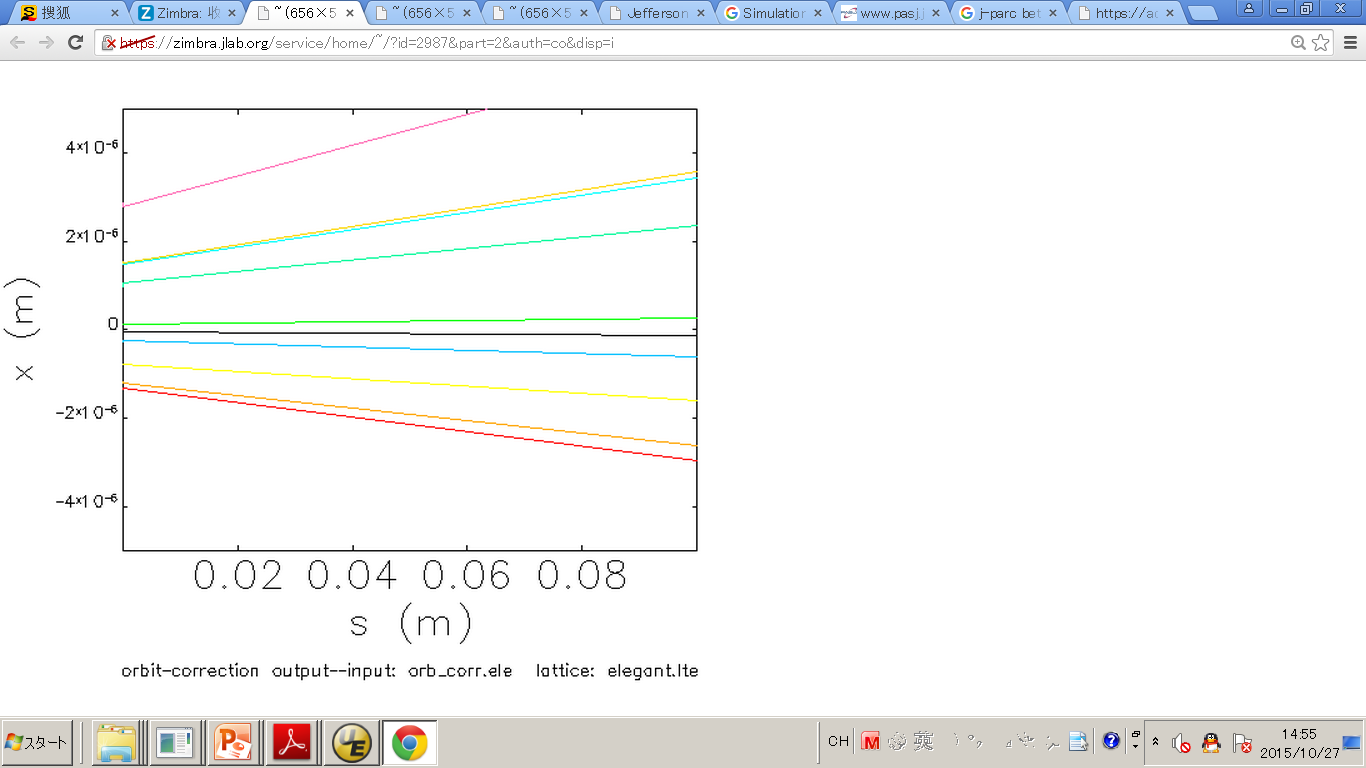 搜狐
Zimbra: 收
~ (656×5
~ (656×5
~ (656×5
Jefferson
Simulation
www.pasj.j
j-parc bet
https://ac
https://zimbra.jlab.org/service/home/~/?id=2987&part=2&auth=co&disp=i
4×10⁻⁶
2×10⁻⁶
0
−2×10⁻⁶
−4×10⁻⁶
x (m)
0.02 0.04 0.06 0.08
s (m)
orbit-correction output--input: orb_corr.ele lattice: elegant.lte
スタート
CH
英
14:55
2015/10/27